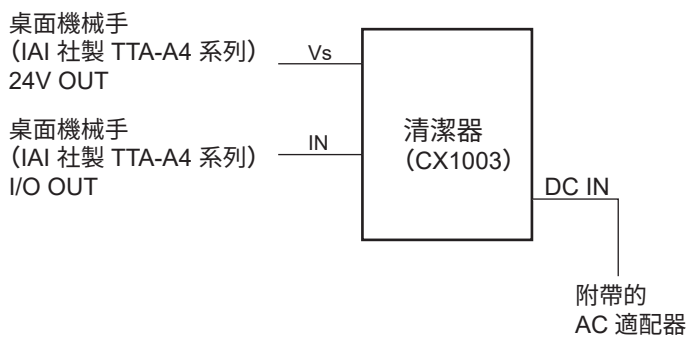 桌面機械手
（IAI 社製 TTA-A4 系列）
24V OUT
Vs
桌面機械手
（IAI 社製 TTA-A4 系列）
I/O OUT
IN
清潔器
（CX1003）
DC IN
附帶的
AC 適配器